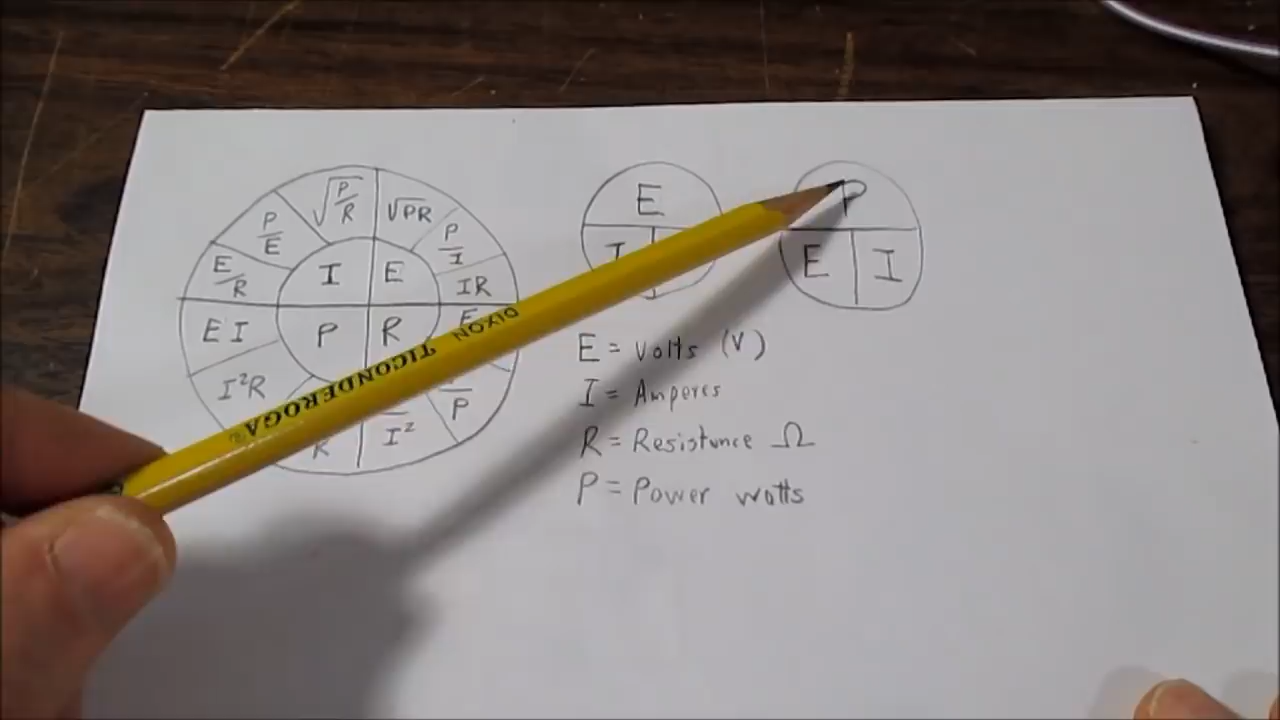 √P/R
√PR
P/E
P/I
E/R
I
E
IR
EI
P
R
I²R
I²
P
R
E
I
P
E
I
E = Volts (V)
I = Amperes
R = Resistance Ω
P = Power watts
DIXON TICONDEROGA®